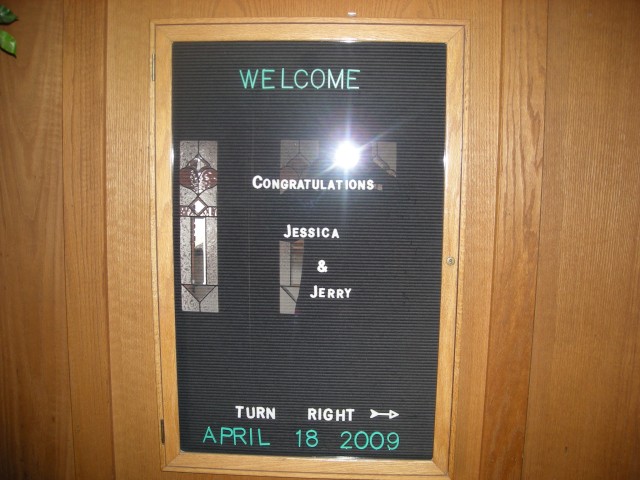 WELCOME
CONGRATULATIONS
JESSICA
&
JERRY
TURN RIGHT
APRIL 18 2009